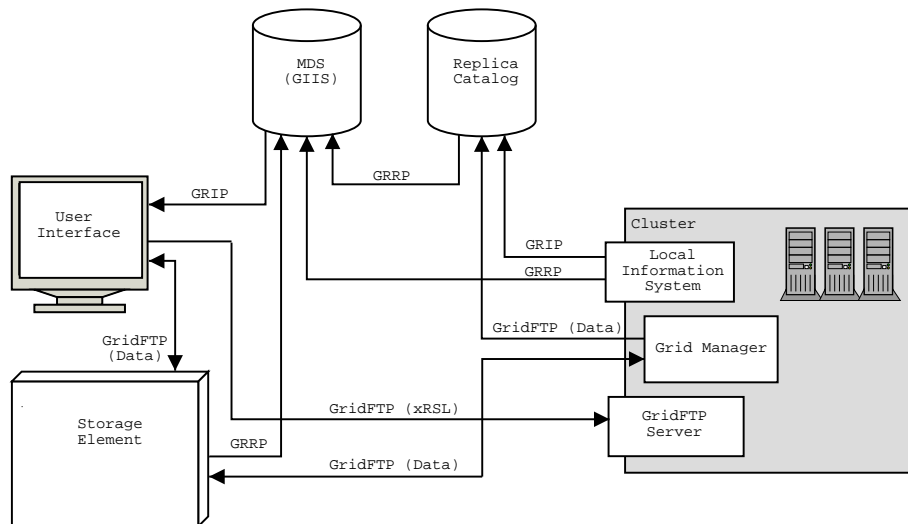 MDS
(GIIS)
Replica
Catalog
GRRP
GRIP
User
Interface
Cluster
GRIP
GRRP
Local
Information
System
GridFTP (Data)
Grid Manager
GridFTP
(Data)
GridFTP (xRSL)
GridFTP
Server
Storage
Element
GRRP
GridFTP (Data)